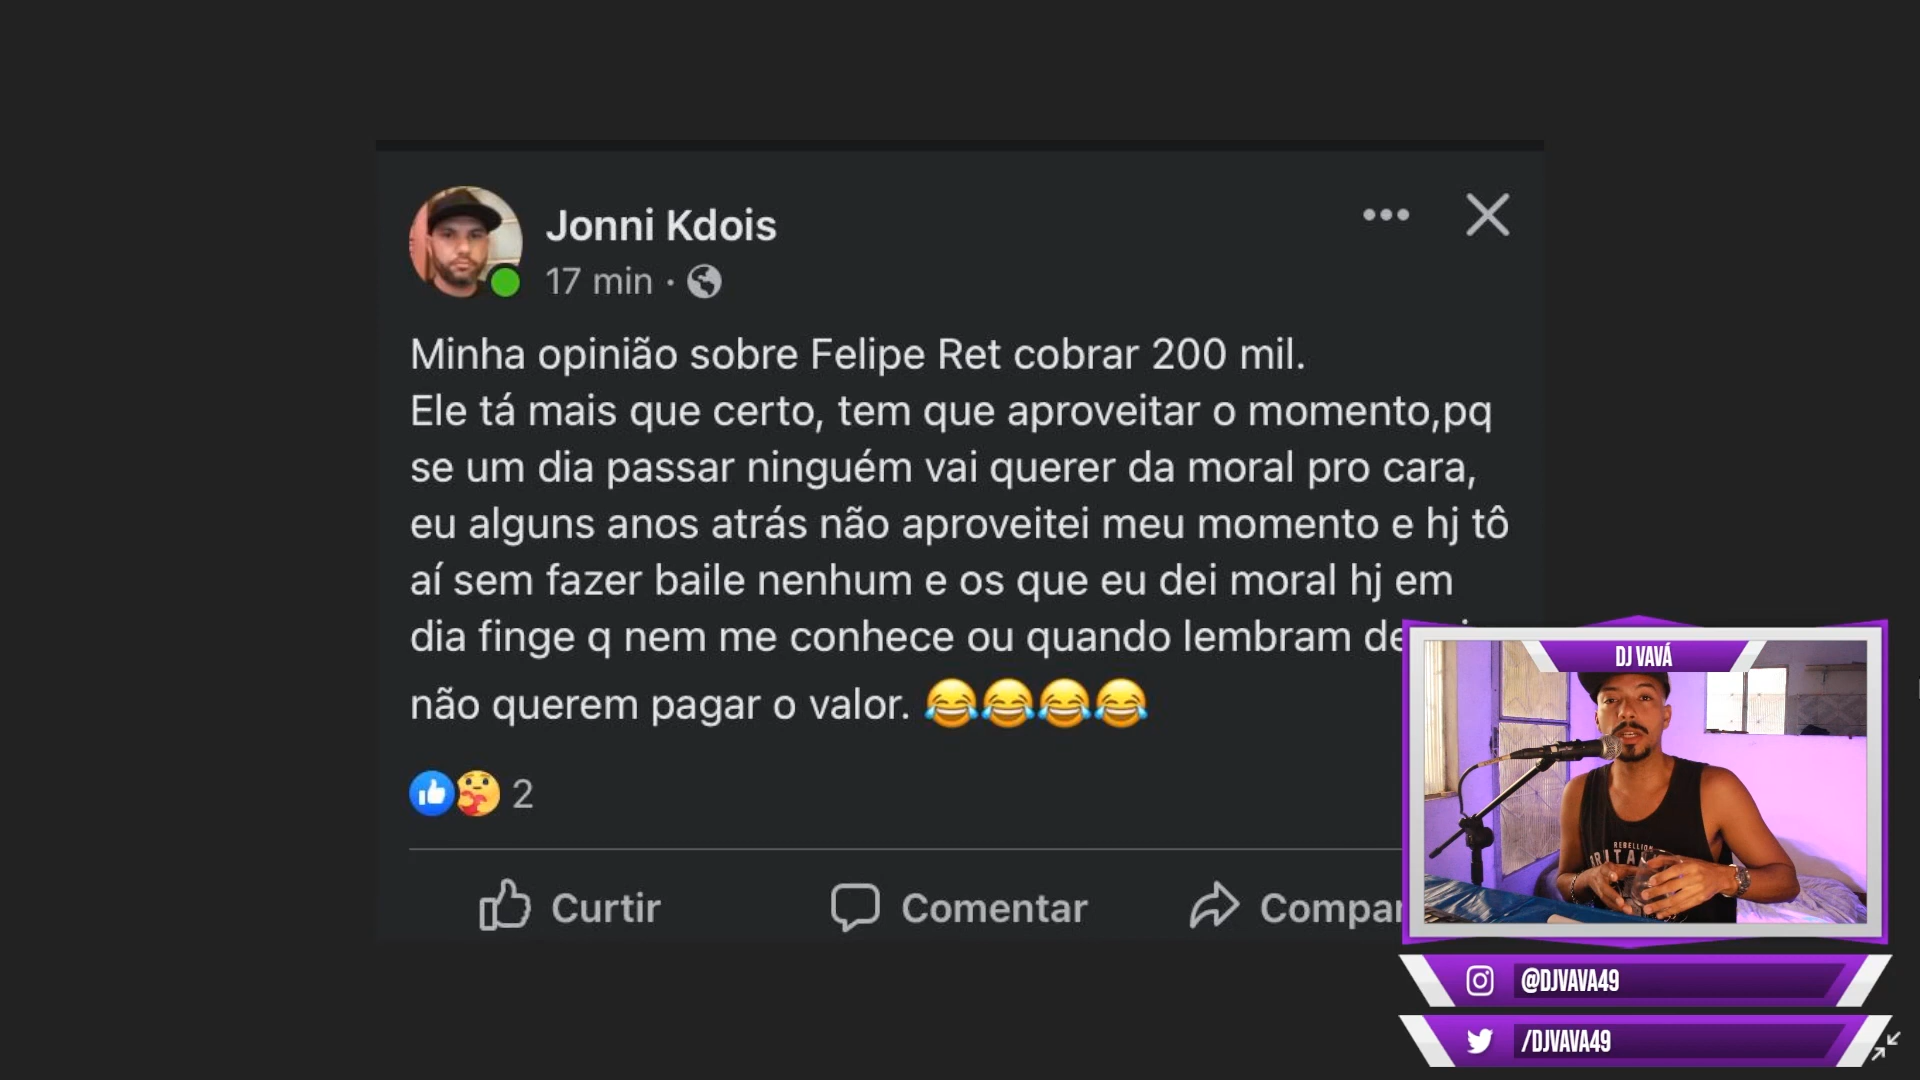 Jonni Kdois
17 min ·
Minha opinião sobre Felipe Ret cobrar 200 mil.
Ele tá mais que certo, tem que aproveitar o momento,pq
se um dia passar ninguém vai querer da moral pro cara,
eu alguns anos atrás não aproveitei meu momento e hj tô
aí sem fazer baile nenhum e os que eu dei moral hj em
dia finge q nem me conhece ou quando lembram de
não querem pagar o valor. 😂😂😂😂
2
Curtir
Comentar
Compar
DJ VAVÁ
REBELLION
@DJVAVA49
/DJVAVA49